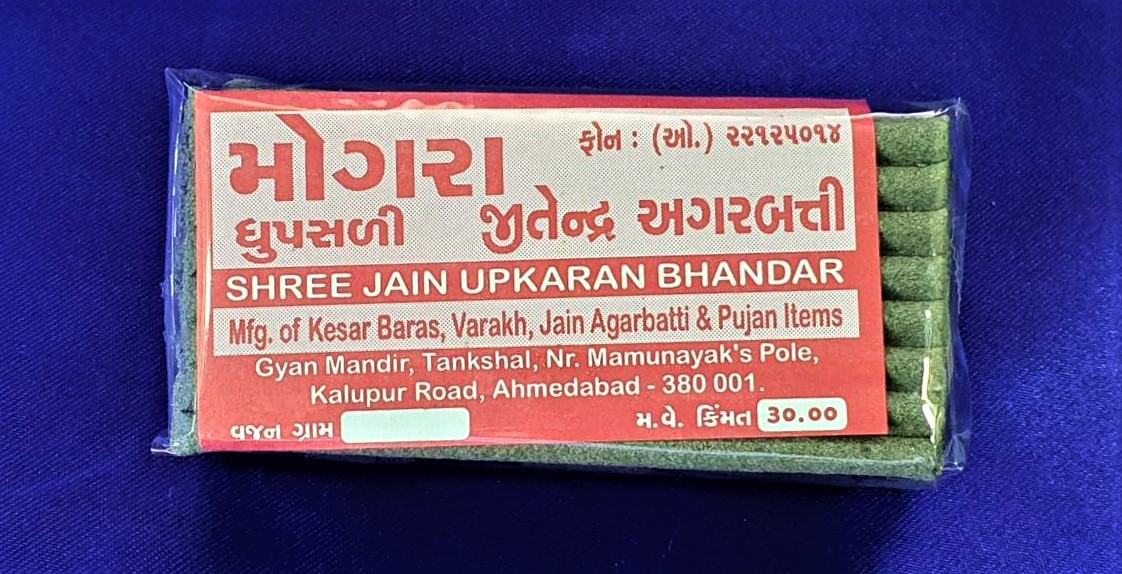 મોગરા
ધુપસળી
ફોન : (ઓ.) ૨૨૧૨૫૦૧૪
જીતેન્દ્ર અગરબત્તી
SHREE JAIN UPKARAN BHANDAR
Mfg. of Kesar Baras, Varakh, Jain Agarbatti & Pujan Items
Gyan Mandir, Tankshal, Nr. Mamunayak's Pole,
Kalupur Road, Ahmedabad - 380 001.
વજન ગ્રામ
મ.વે. કિંમત ૩૦.૦૦